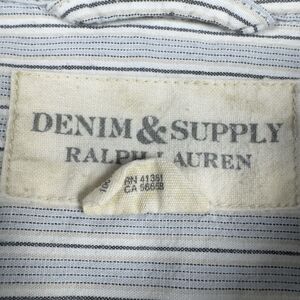 DENIM & SUPPLY
RALPH LAUREN
RN 41381
CA 56658